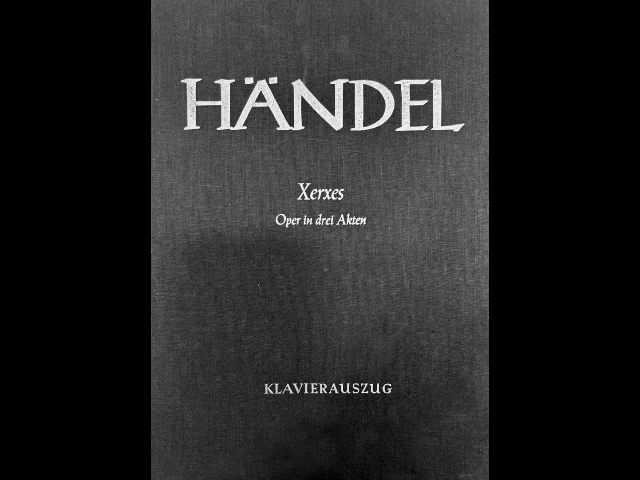 HÄNDEL
Xerxes
Oper in drei Akten
KLAVIERAUSZUG